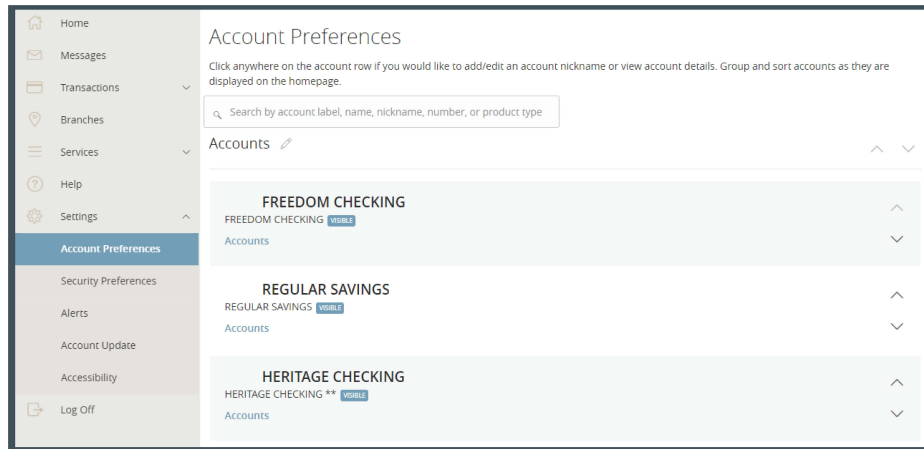 Home
Messages
Transactions
Branches
Services
Help
Settings
Account Preferences
Security Preferences
Alerts
Account Update
Accessibility
Log Off
Account Preferences
Click anywhere on the account row if you would like to add/edit an account nickname or view account details. Group and sort accounts as they are
displayed on the homepage.
Search by account label, name, nickname, number, or product type
Accounts
FREEDOM CHECKING
FREEDOM CHECKING VISIBLE
Accounts
REGULAR SAVINGS
REGULAR SAVINGS VISIBLE
Accounts
HERITAGE CHECKING
HERITAGE CHECKING ** VISIBLE
Accounts